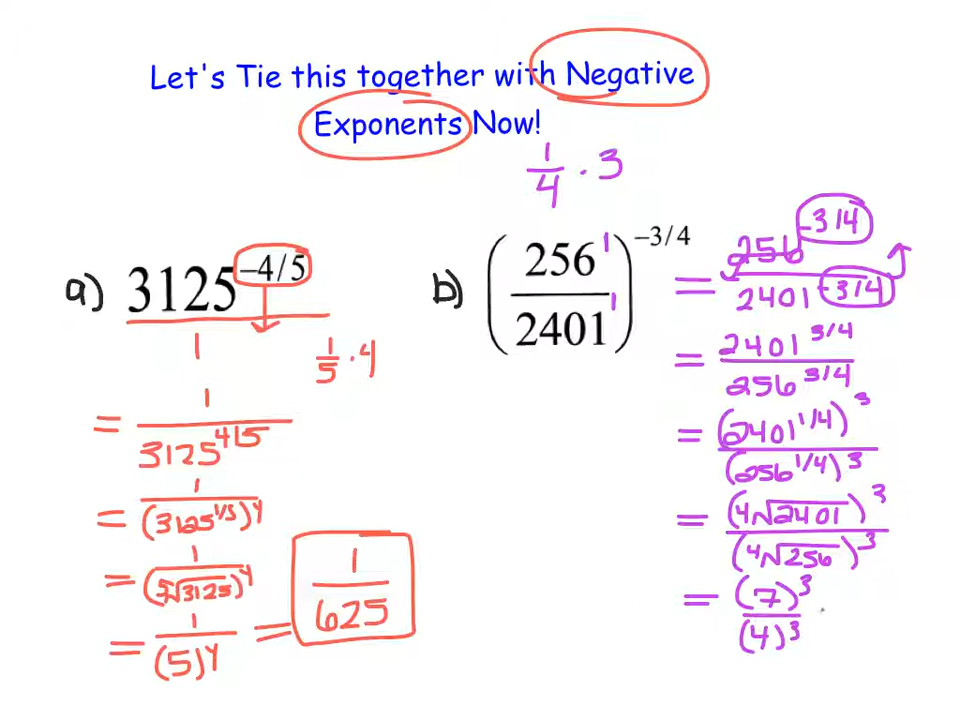 Let's Tie this together with Negative
Exponents Now!
1/4 · 3
a) 3125^(-4/5)
1
1/5 · 4
= 1/3125^(4/5)
= 1/(3125^(1/5))^4
= 1/(⁵√3125)^4
= 1/(5)^4 = 1/625
b) (256^1/2401^1)^(-3/4) = 256^(-3/4)/2401^(-3/4)
= 2401^(3/4)/256^(3/4)
= (2401^(1/4))^3/(256^(1/4))^3
= (⁴√2401)^3/(⁴√256)^3
= (7)^3/(4)^3